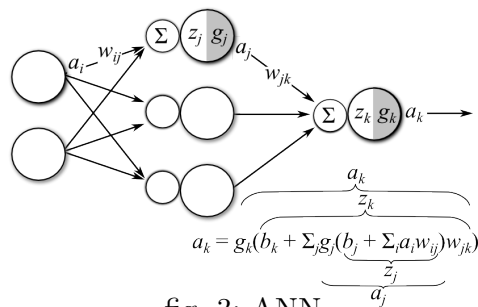 a_i w_ij Σ z_j g_j a_j
w_jk
Σ z_k g_k a_k
a_k
z_k
a_k = g_k(b_k + Σ_j g_j(b_j + Σ_i a_i w_ij)w_jk)
z_j
a_j